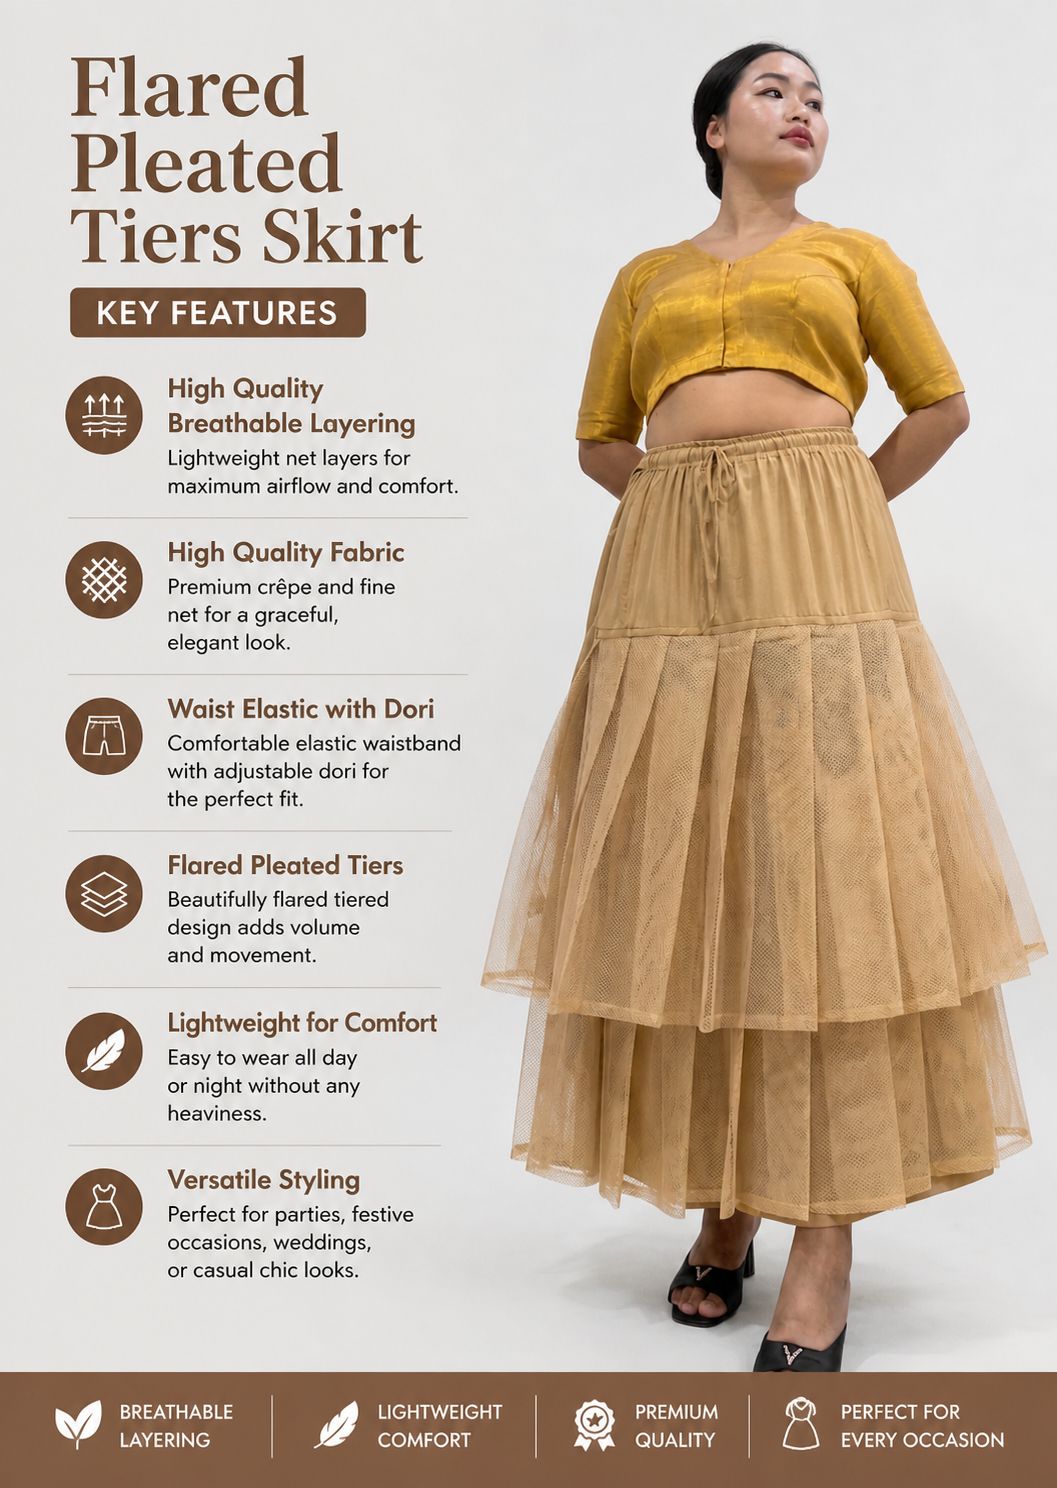 Flared
Pleated
Tiers Skirt
KEY FEATURES
High Quality
Breathable Layering
Lightweight net layers for
maximum airflow and comfort.
High Quality Fabric
Premium crêpe and fine
net for a graceful,
elegant look.
Waist Elastic with Dori
Comfortable elastic waistband
with adjustable dori for
the perfect fit.
Flared Pleated Tiers
Beautifully flared tiered
design adds volume
and movement.
Lightweight for Comfort
Easy to wear all day
or night without any
heaviness.
Versatile Styling
Perfect for parties, festive
occasions, weddings,
or casual chic looks.
BREATHABLE
LAYERING
LIGHTWEIGHT
COMFORT
PREMIUM
QUALITY
PERFECT FOR
EVERY OCCASION